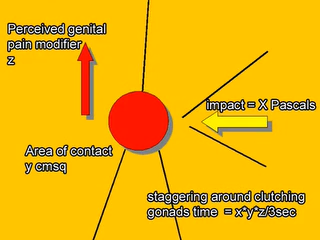 Perceived genital
pain modifier
z
impact = X Pascals
Area of contact
y cmsq
staggering around clutching
gonads time = x*y*z/3sec